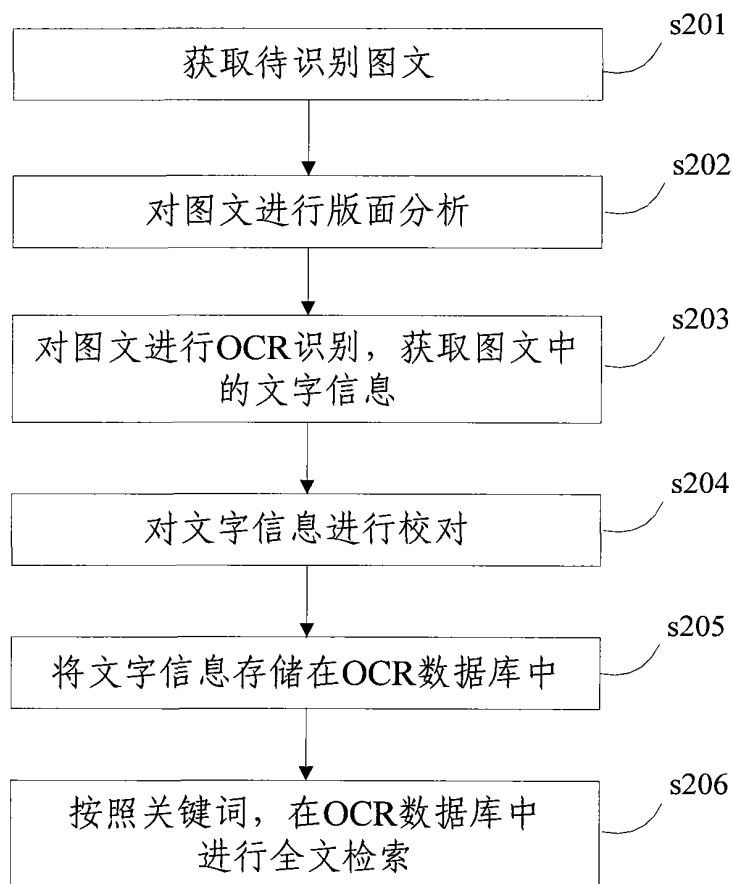 s201
获取待识别图文
s202
对图文进行版面分析
s203
对图文进行OCR识别，获取图文中
的文字信息
s204
对文字信息进行校对
s205
将文字信息存储在OCR数据库中
s206
按照关键词，在OCR数据库中
进行全文检索